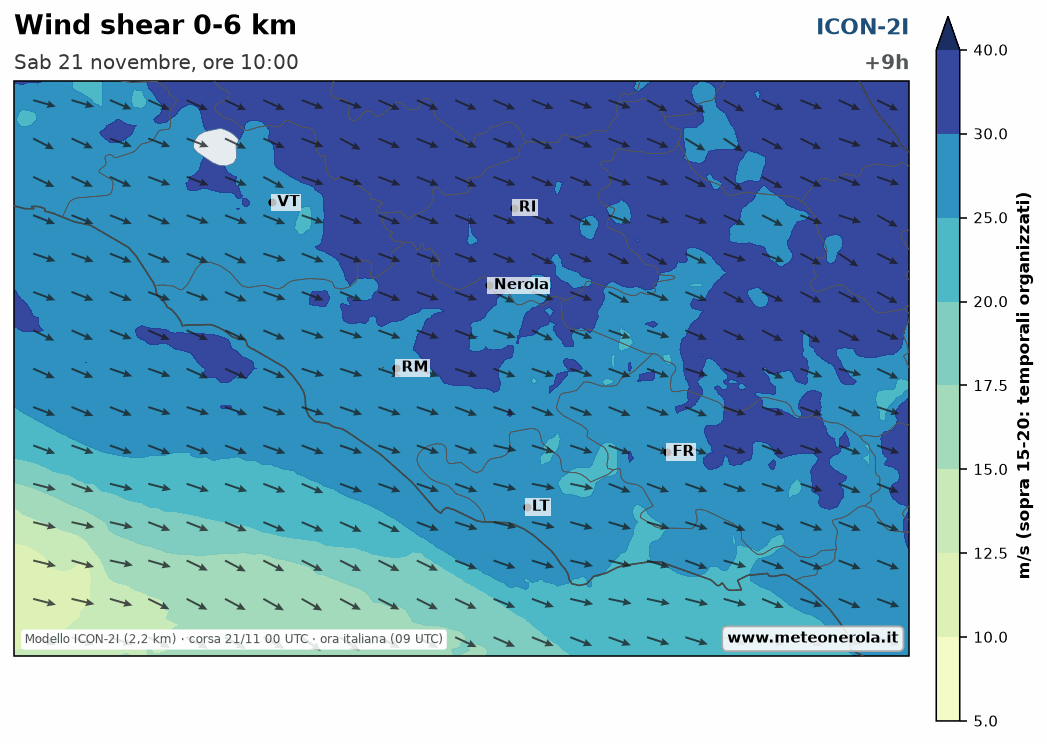 Wind shear 0-6 km
ICON-2I
Sab 21 novembre, ore 10:00
+9h
VT
RI
Nerola
RM
FR
LT
Modello ICON-2I (2,2 km) · corsa 21/11 00 UTC · ora italiana (09 UTC)
www.meteonerola.it
40.0
30.0
25.0
20.0
17.5
15.0
12.5
10.0
5.0
m/s (sopra 15-20: temporali organizzati)